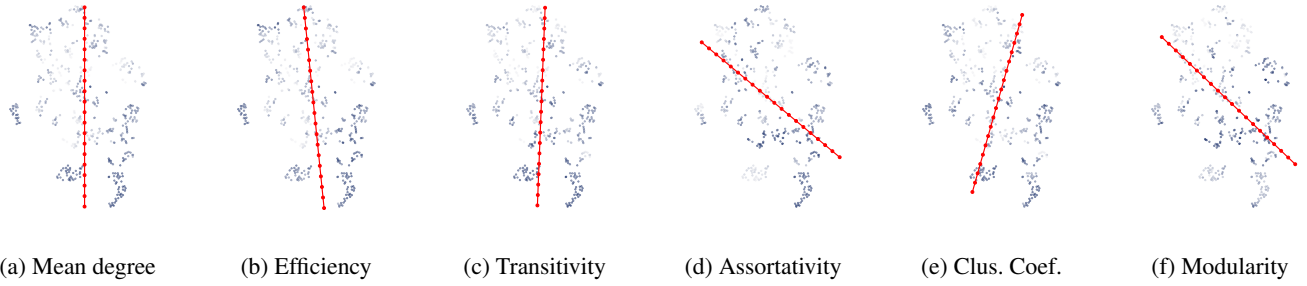 (a) Mean degree (b) Efficiency (c) Transitivity (d) Assortativity (e) Clus. Coef. (f) Modularity